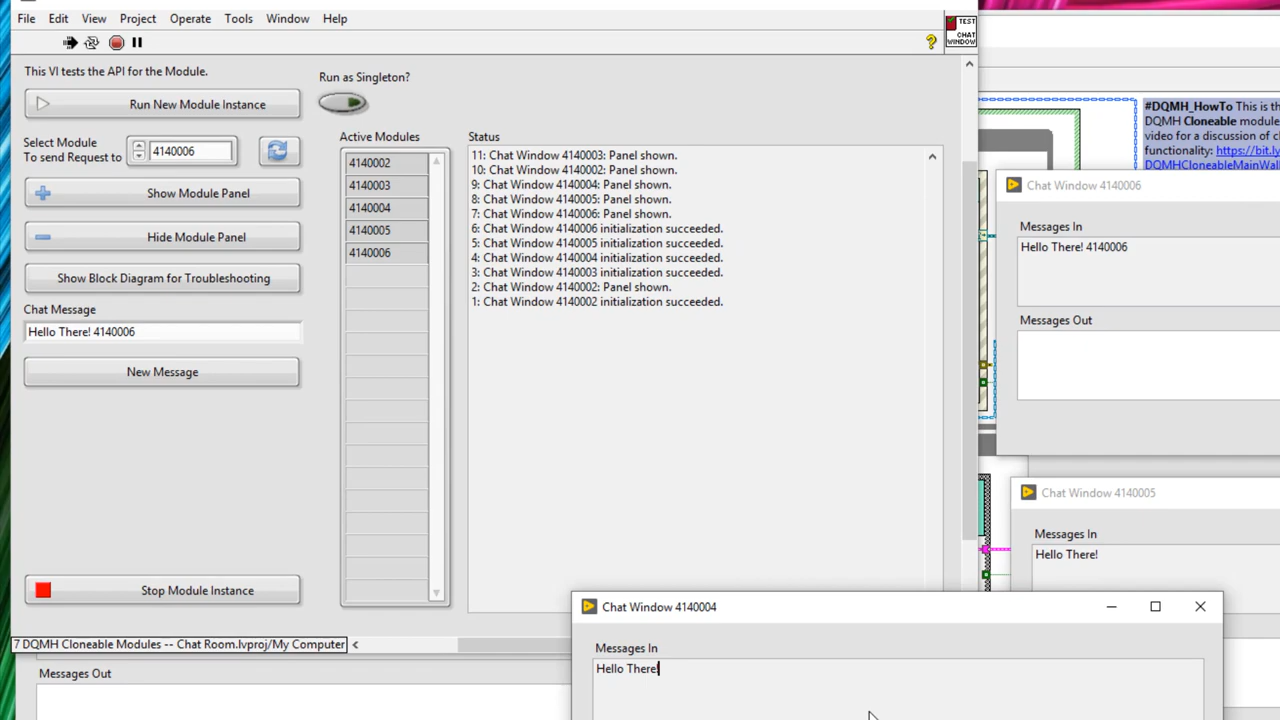 File Edit View Project Operate Tools Window Help
TEST
CHAT
WINDOW
This VI tests the API for the Module.
Run as Singleton?
Run New Module Instance
Select Module
To send Request to
4140006
Show Module Panel
Hide Module Panel
Show Block Diagram for Troubleshooting
Chat Message
Hello There! 4140006
New Message
Stop Module Instance
Active Modules
4140002
4140003
4140004
4140005
4140006
Status
11: Chat Window 4140003: Panel shown.
10: Chat Window 4140002: Panel shown.
9: Chat Window 4140004: Panel shown.
8: Chat Window 4140005: Panel shown.
7: Chat Window 4140006: Panel shown.
6: Chat Window 4140006 initialization succeeded.
5: Chat Window 4140005 initialization succeeded.
4: Chat Window 4140004 initialization succeeded.
3: Chat Window 4140003 initialization succeeded.
2: Chat Window 4140002: Panel shown.
1: Chat Window 4140002 initialization succeeded.
7 DQMH Cloneable Modules -- Chat Room.lvproj/My Computer
Messages Out
#DQMH_HowTo This is th
DQMH Cloneable module,
video for a discussion of cl
functionality: https://bit.ly
DQMHCloneableMainWal
Chat Window 4140006
Messages In
Hello There! 4140006
Messages Out
Chat Window 4140005
Messages In
Hello There!
Chat Window 4140004
Messages In
Hello There!